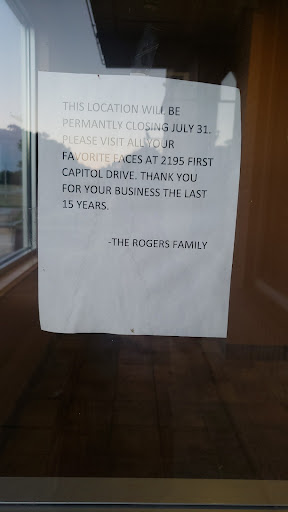 THIS LOCATION WILL BE
PERMANTLY CLOSING JULY 31.
PLEASE VISIT ALL YOUR
FAVORITE FACES AT 2195 FIRST
CAPITOL DRIVE. THANK YOU
FOR YOUR BUSINESS THE LAST
15 YEARS.
-THE ROGERS FAMILY